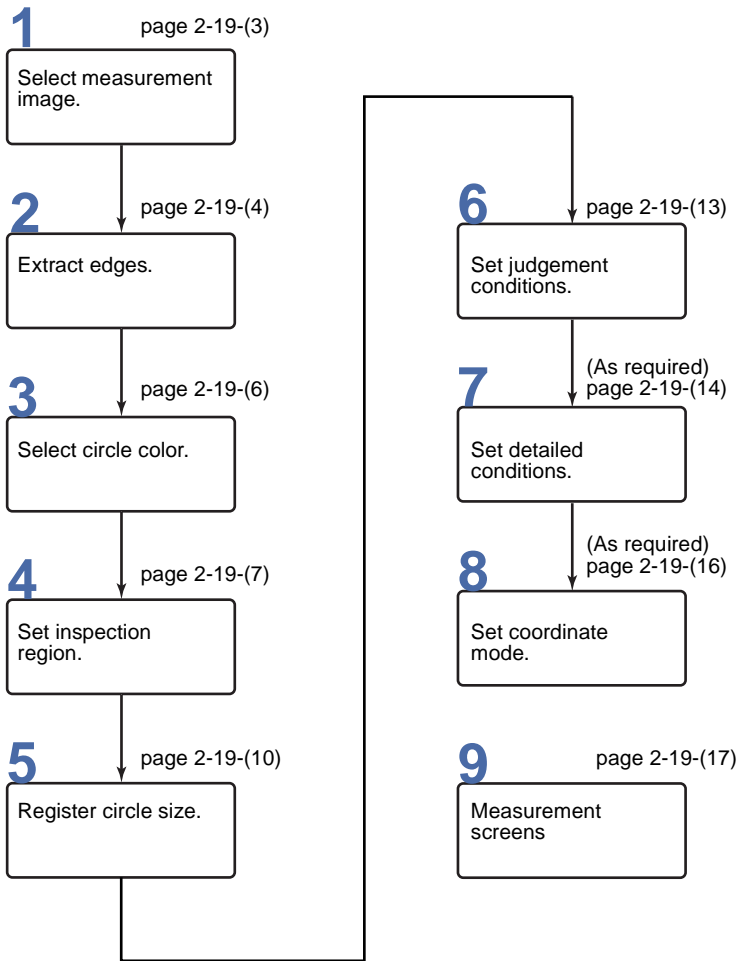 1
page 2-19-(3)
Select measurement
image.
2
page 2-19-(4)
Extract edges.
3
page 2-19-(6)
Select circle color.
4
page 2-19-(7)
Set inspection
region.
5
page 2-19-(10)
Register circle size.
6
page 2-19-(13)
Set judgement
conditions.
7
(As required)
page 2-19-(14)
Set detailed
conditions.
8
(As required)
page 2-19-(16)
Set coordinate
mode.
9
page 2-19-(17)
Measurement
screens